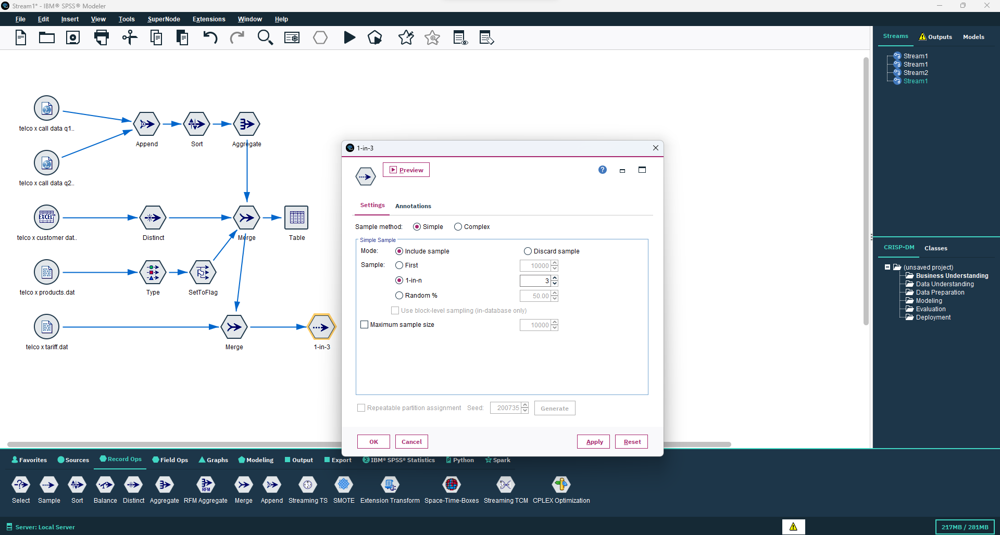 Stream1* - IBM® SPSS® Modeler
File Edit Insert View Tools SuperNode Extensions Window Help
Streams Outputs Models
Stream1
Stream1
Stream2
Stream1
telco x call data q1..
Append Sort Aggregate
telco x call data q2..
EXCEL
telco x customer dat.. Distinct Merge Table
telco x products.dat Type SetToFlag
telco x tariff.dat Merge 1-in-3
1-in-3
Preview
?
Settings Annotations
Sample method: Simple Complex
Simple Sample
Mode: Include sample Discard sample
Sample: First 10000
1-in-n 3
Random % 50.00
Use block-level sampling (in-database only)
Maximum sample size 10000
Repeatable partition assignment Seed: 200735 Generate
OK Cancel Apply Reset
CRISP-DM Classes
(unsaved project)
Business Understanding
Data Understanding
Data Preparation
Modeling
Evaluation
Deployment
Favorites Sources Record Ops Field Ops Graphs Modeling Output Export IBM® SPSS® Statistics Python Spark
RFM
Select Sample Sort Balance Distinct Aggregate RFM Aggregate Merge Append Streaming TS SMOTE Extension Transform Space-Time-Boxes Streaming TCM CPLEX Optimization
Server: Local Server
217MB / 281MB